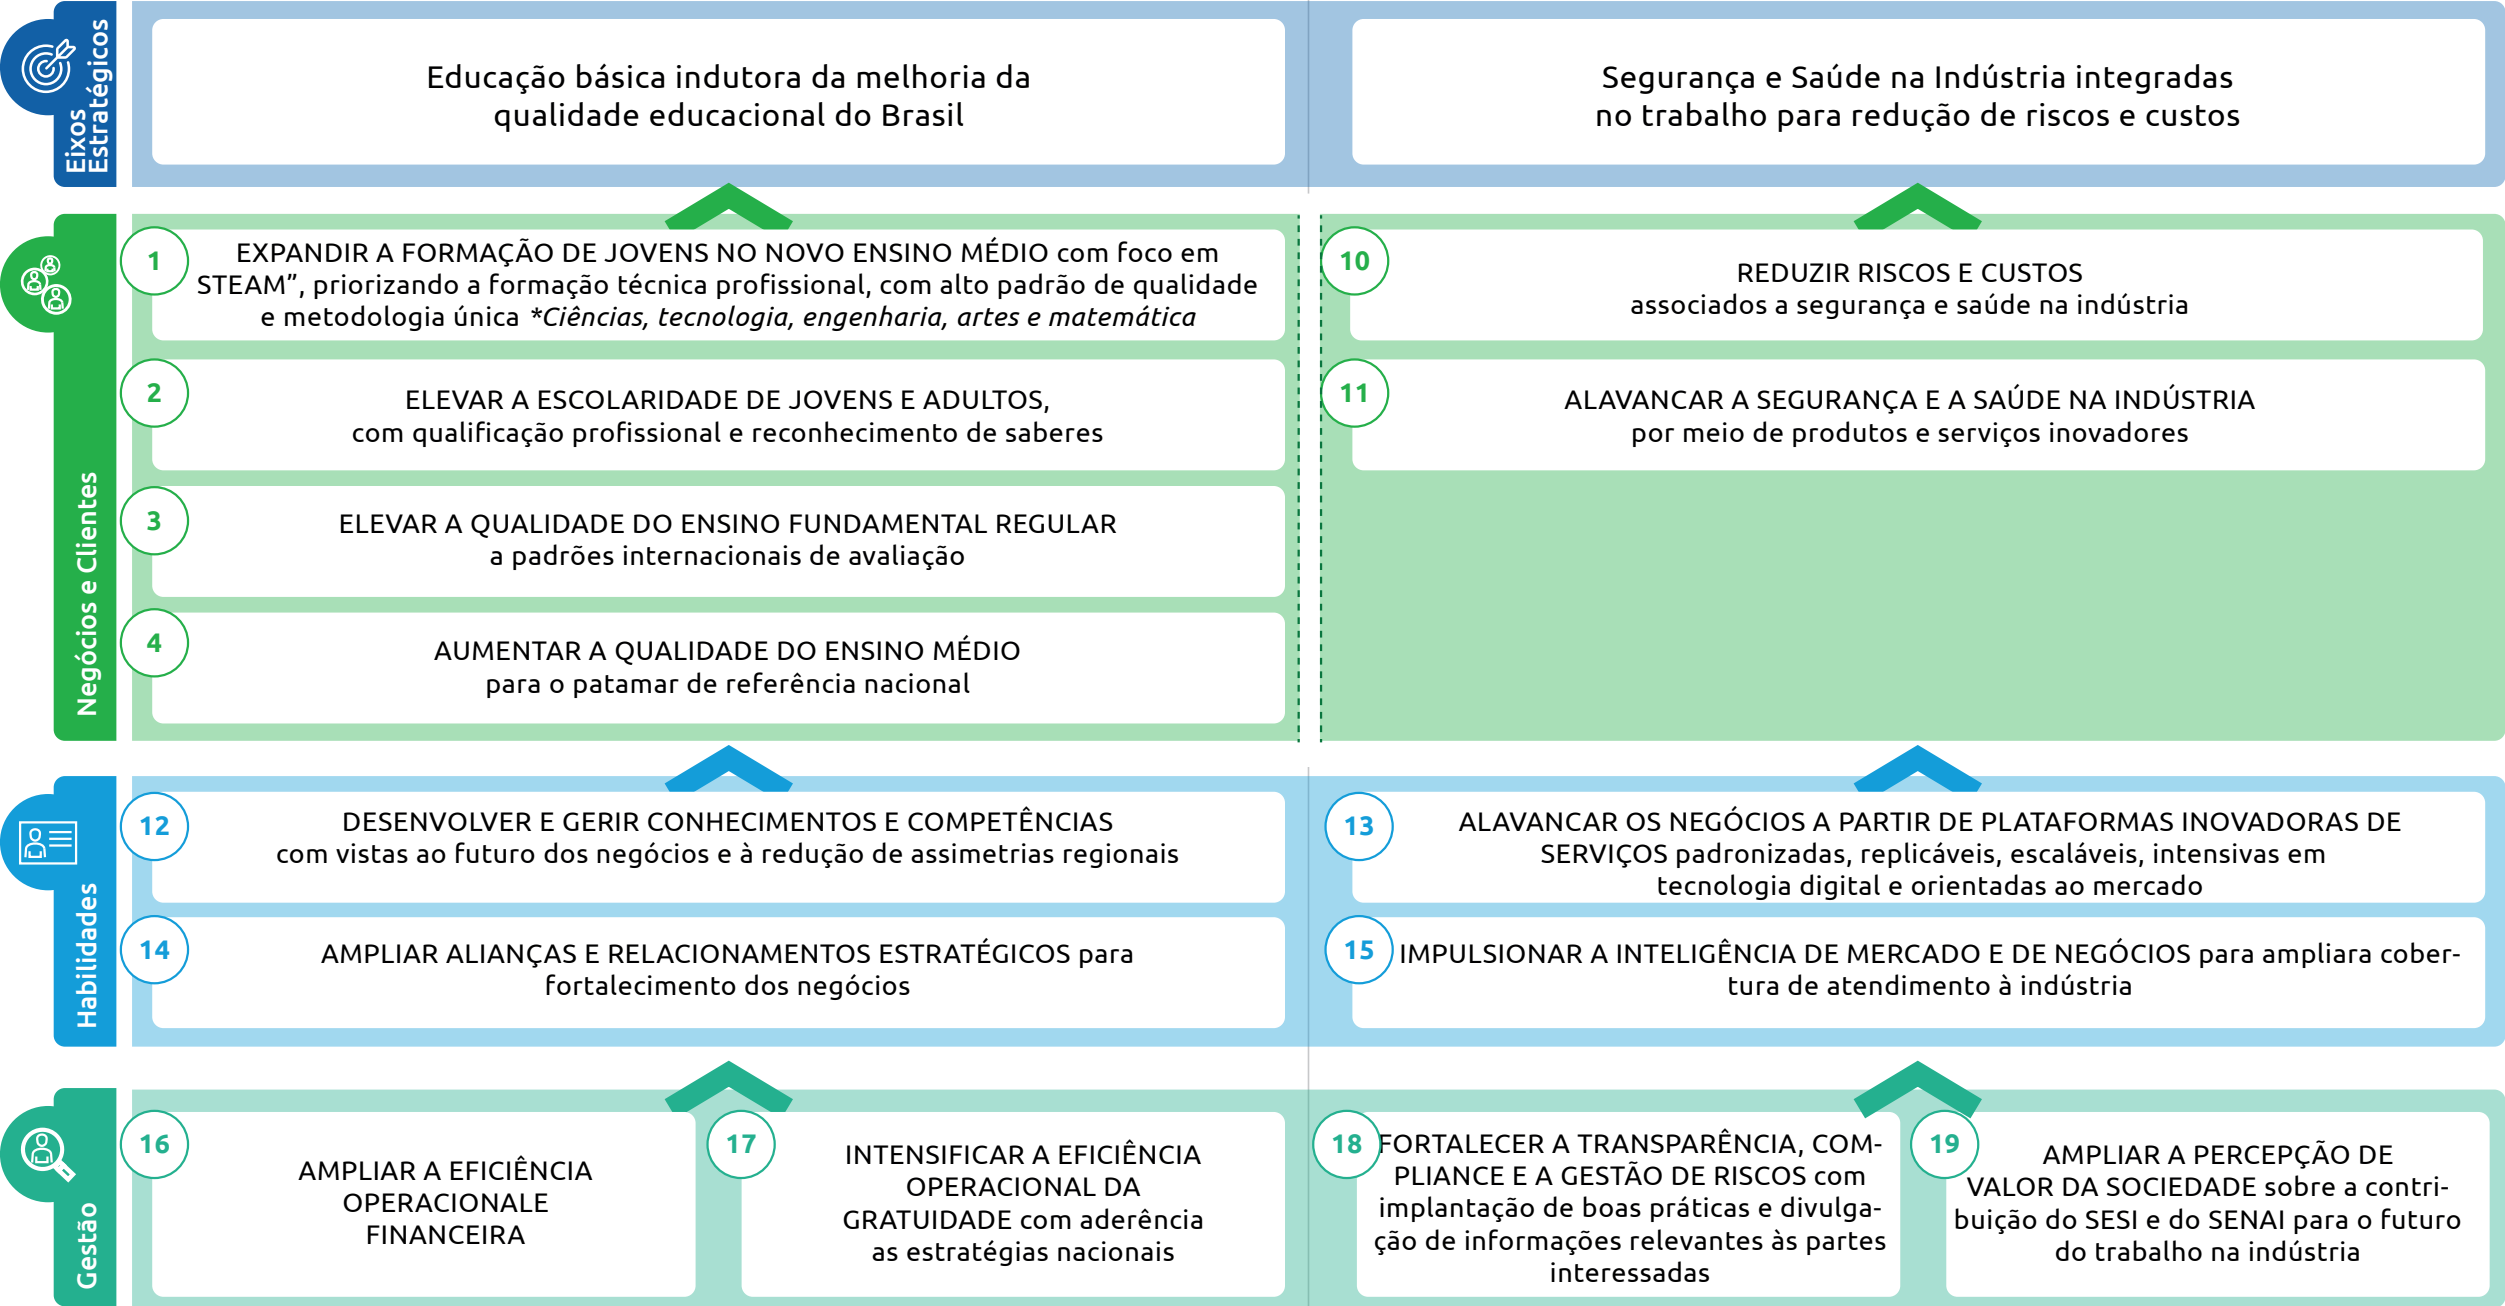 Eixos
Estratégicos
Educação básica indutora da melhoria da
qualidade educacional do Brasil
Segurança e Saúde na Indústria integradas
no trabalho para redução de riscos e custos
Negócios e Clientes
1
EXPANDIR A FORMAÇÃO DE JOVENS NO NOVO ENSINO MÉDIO com foco em
STEAM”, priorizando a formação técnica profissional, com alto padrão de qualidade
e metodologia única *Ciências, tecnologia, engenharia, artes e matemática
2
ELEVAR A ESCOLARIDADE DE JOVENS E ADULTOS,
com qualificação profissional e reconhecimento de saberes
3
ELEVAR A QUALIDADE DO ENSINO FUNDAMENTAL REGULAR
a padrões internacionais de avaliação
4
AUMENTAR A QUALIDADE DO ENSINO MÉDIO
para o patamar de referência nacional
10
REDUZIR RISCOS E CUSTOS
associados a segurança e saúde na indústria
11
ALAVANCAR A SEGURANÇA E A SAÚDE NA INDÚSTRIA
por meio de produtos e serviços inovadores
Habilidades
12
DESENVOLVER E GERIR CONHECIMENTOS E COMPETÊNCIAS
com vistas ao futuro dos negócios e à redução de assimetrias regionais
13
ALAVANCAR OS NEGÓCIOS A PARTIR DE PLATAFORMAS INOVADORAS DE
SERVIÇOS padronizadas, replicáveis, escaláveis, intensivas em
tecnologia digital e orientadas ao mercado
14
AMPLIAR ALIANÇAS E RELACIONAMENTOS ESTRATÉGICOS para
fortalecimento dos negócios
15
IMPULSIONAR A INTELIGÊNCIA DE MERCADO E DE NEGÓCIOS para ampliara cober-
tura de atendimento à indústria
Gestão
16
AMPLIAR A EFICIÊNCIA
OPERACIONALE
FINANCEIRA
17
INTENSIFICAR A EFICIÊNCIA
OPERACIONAL DA
GRATUIDADE com aderência
as estratégias nacionais
18
FORTALECER A TRANSPARÊNCIA, COM-
PLIANCE E A GESTÃO DE RISCOS com
implantação de boas práticas e divulga-
ção de informações relevantes às partes
interessadas
19
AMPLIAR A PERCEPÇÃO DE
VALOR DA SOCIEDADE sobre a contri-
buição do SESI e do SENAI para o futuro
do trabalho na indústria